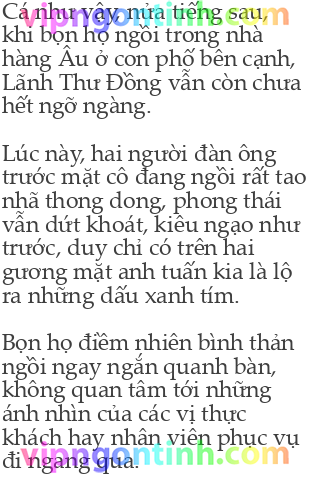 Cá như vậy, nửa tiếng sau,
khi bọn họ ngồi trong nhà
hàng Âu ở con phố bên cạnh,
Lãnh Thư Đồng vẫn còn chưa
hết ngỡ ngàng.

Lúc này, hai người đàn ông
trước mặt cô đang ngồi rất tao
nhã thong dong, phong thái
vẫn dứt khoát, kiêu ngạo như
trước, duy chỉ có trên hai
gương mặt anh tuấn kia là lộ
ra những dấu xanh tím.

Bọn họ điềm nhiên bình thản
ngồi ngay ngắn quanh bàn,
không quan tâm tới những
ánh nhìn của các vị thực
khách hay nhân viên phục vụ
đi ngang qua.
vipngontinh.com
vipngontinh.com